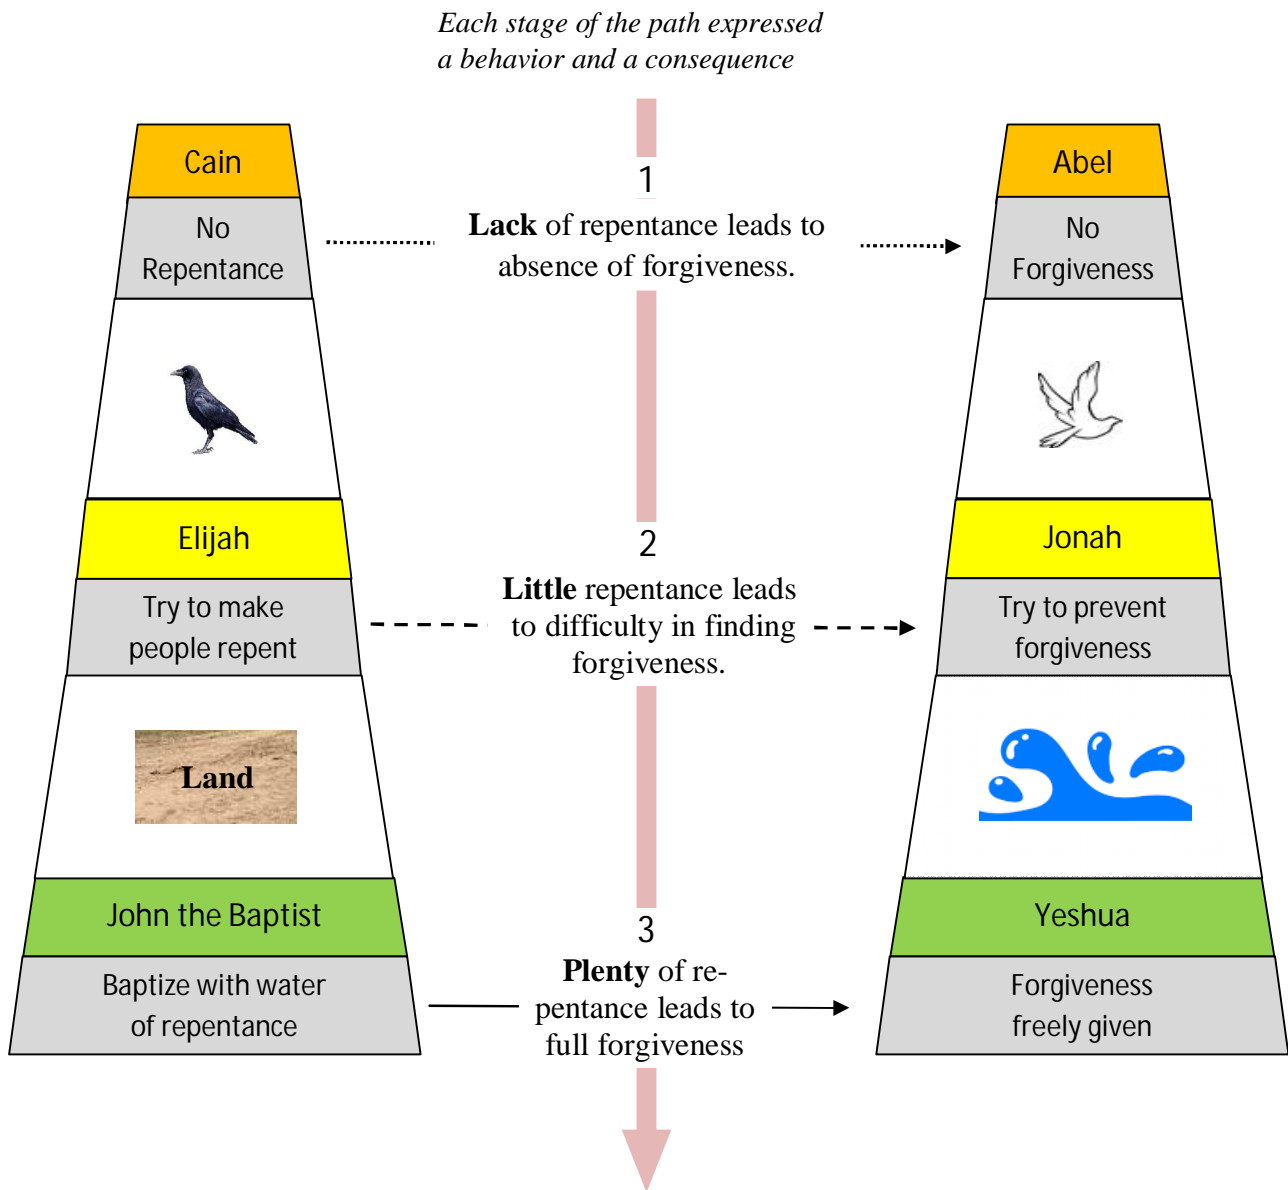 Each stage of the path expressed
a behavior and a consequence
Cain
No
Repentance
1
Lack of repentance leads to
absence of forgiveness.
Abel
No
Forgiveness
Elijah
Try to make
people repent
2
Little repentance leads
to difficulty in finding
forgiveness.
Jonah
Try to prevent
forgiveness
Land
John the Baptist
Baptize with water
of repentance
3
Plenty of re-
pentance leads to
full forgiveness
Yeshua
Forgiveness
freely given